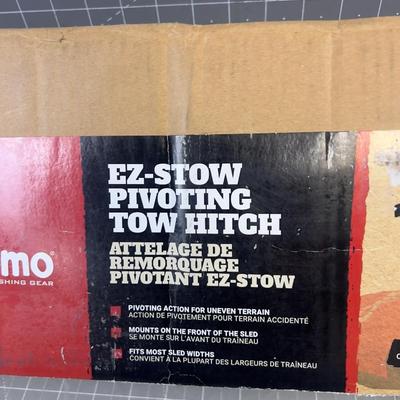 EZ-STOW
PIVOTING
TOW HITCH
ATTELAGE DE
REMORQUAGE
PIVOTANT EZ-STOW
PIVOTING ACTION FOR UNEVEN TERRAIN
ACTION DE PIVOTEMENT POUR TERRAIN ACCIDENTÉ
MOUNTS ON THE FRONT OF THE SLED
SE MONTE SUR L'AVANT DU TRAÎNEAU
FITS MOST SLED WIDTHS
CONVIENT À LA PLUPART DES LARGEURS DE TRAÎNEAU
mo
SHING GEAR